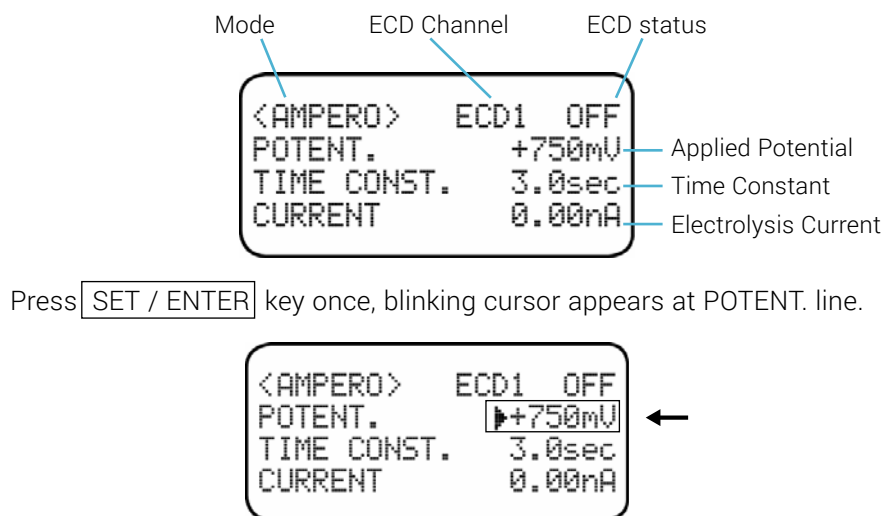 Mode ECD Channel ECD status
<AMPERO> ECD1 OFF
POTENT. +750mV Applied Potential
TIME CONST. 3.0sec Time Constant
CURRENT 0.00nA Electrolysis Current
Press SET / ENTER key once, blinking cursor appears at POTENT. line.
<AMPERO> ECD1 OFF
POTENT. +750mV
TIME CONST. 3.0sec
CURRENT 0.00nA